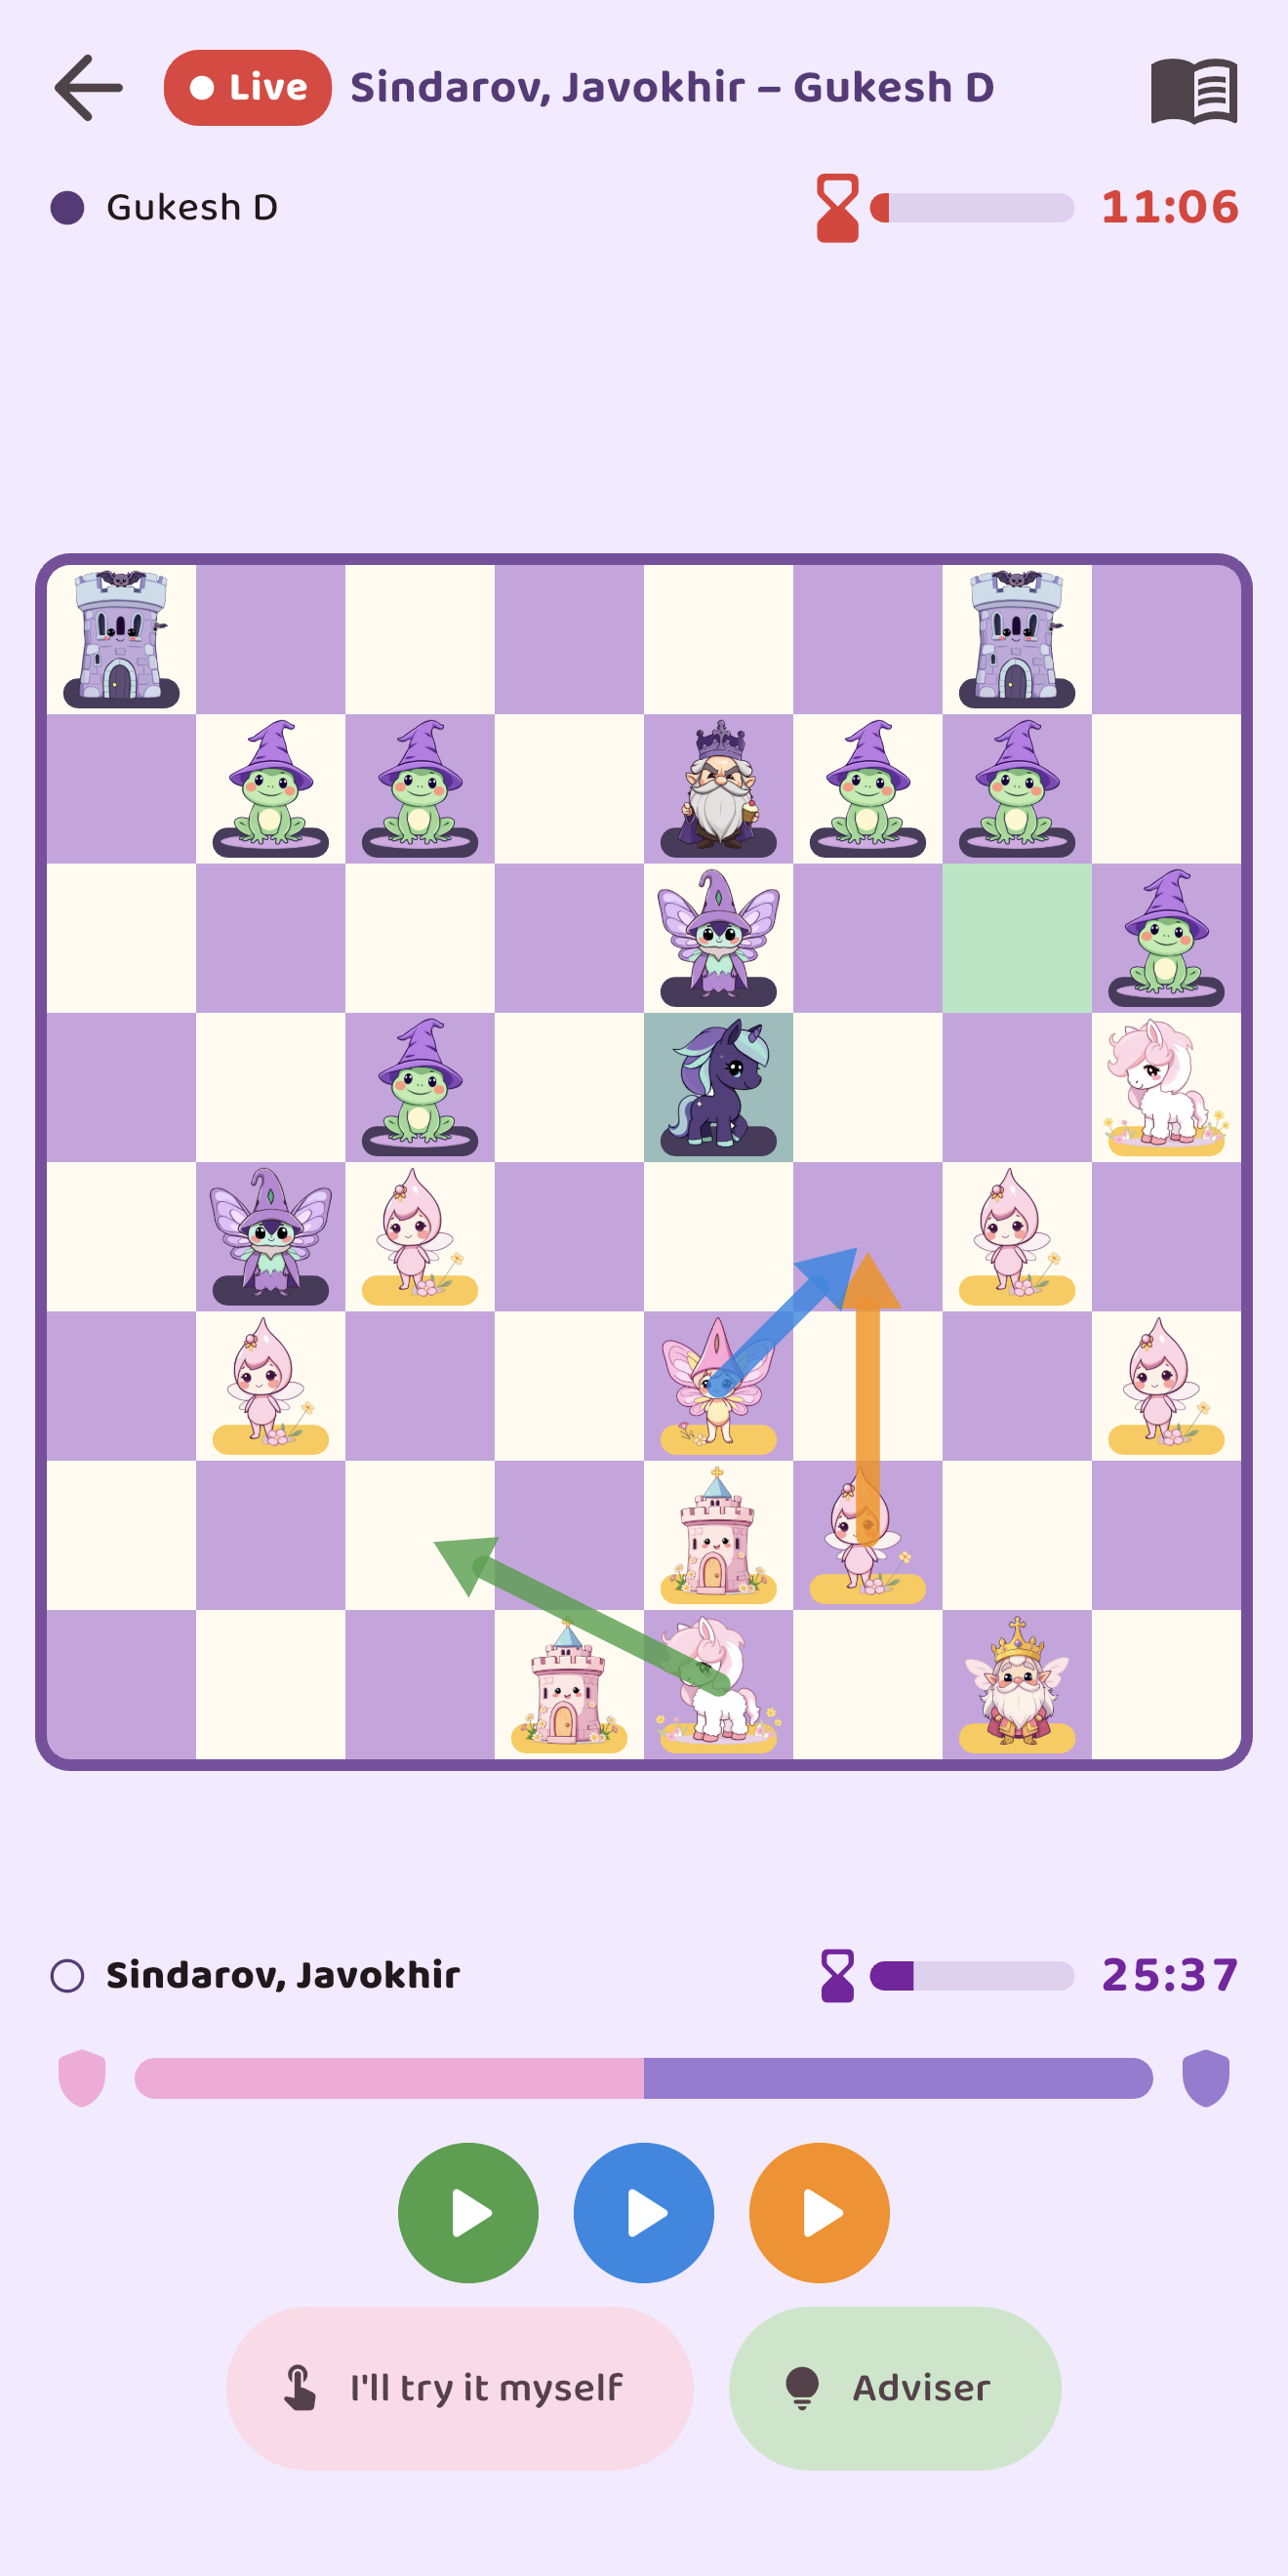 Live Sindarov, Javokhir – Gukesh D
Gukesh D 11:06
Sindarov, Javokhir 25:37
I'll try it myself Adviser